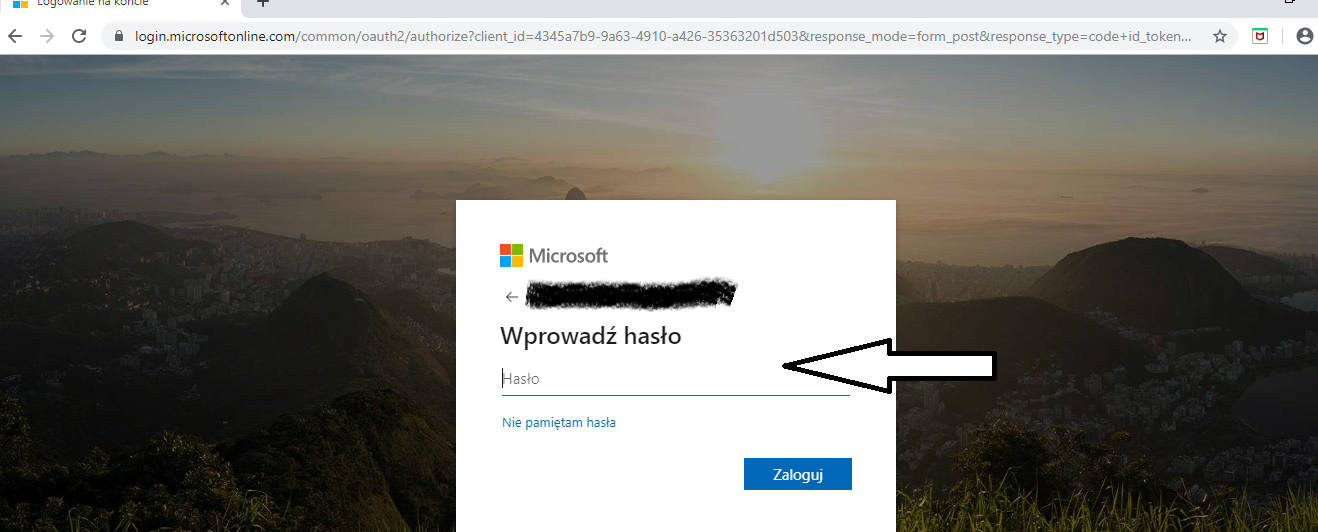 Logowanie na koncie
login.microsoftonline.com/common/oauth2/authorize?client_id=4345a7b9-9a63-4910-a426-35363201d503&response_mode=form_post&response_type=code+id_token...
Microsoft
Wprowadź hasło
Hasło
Nie pamiętam hasła
Zaloguj